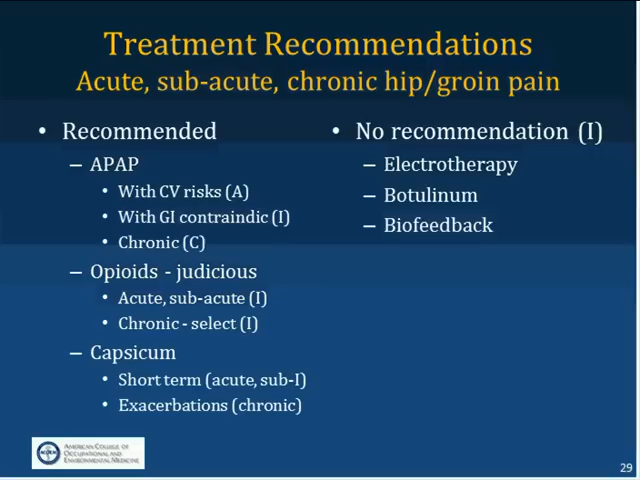 Treatment Recommendations
Acute, sub-acute, chronic hip/groin pain
• Recommended
– APAP
• With CV risks (A)
• With GI contraindic (I)
• Chronic (C)
– Opioids - judicious
• Acute, sub-acute (I)
• Chronic - select (I)
– Capsicum
• Short term (acute, sub-I)
• Exacerbations (chronic)
• No recommendation (I)
– Electrotherapy
– Botulinum
– Biofeedback
AMERICAN COLLEGE OF
OCCUPATIONAL AND
ENVIRONMENTAL MEDICINE
29